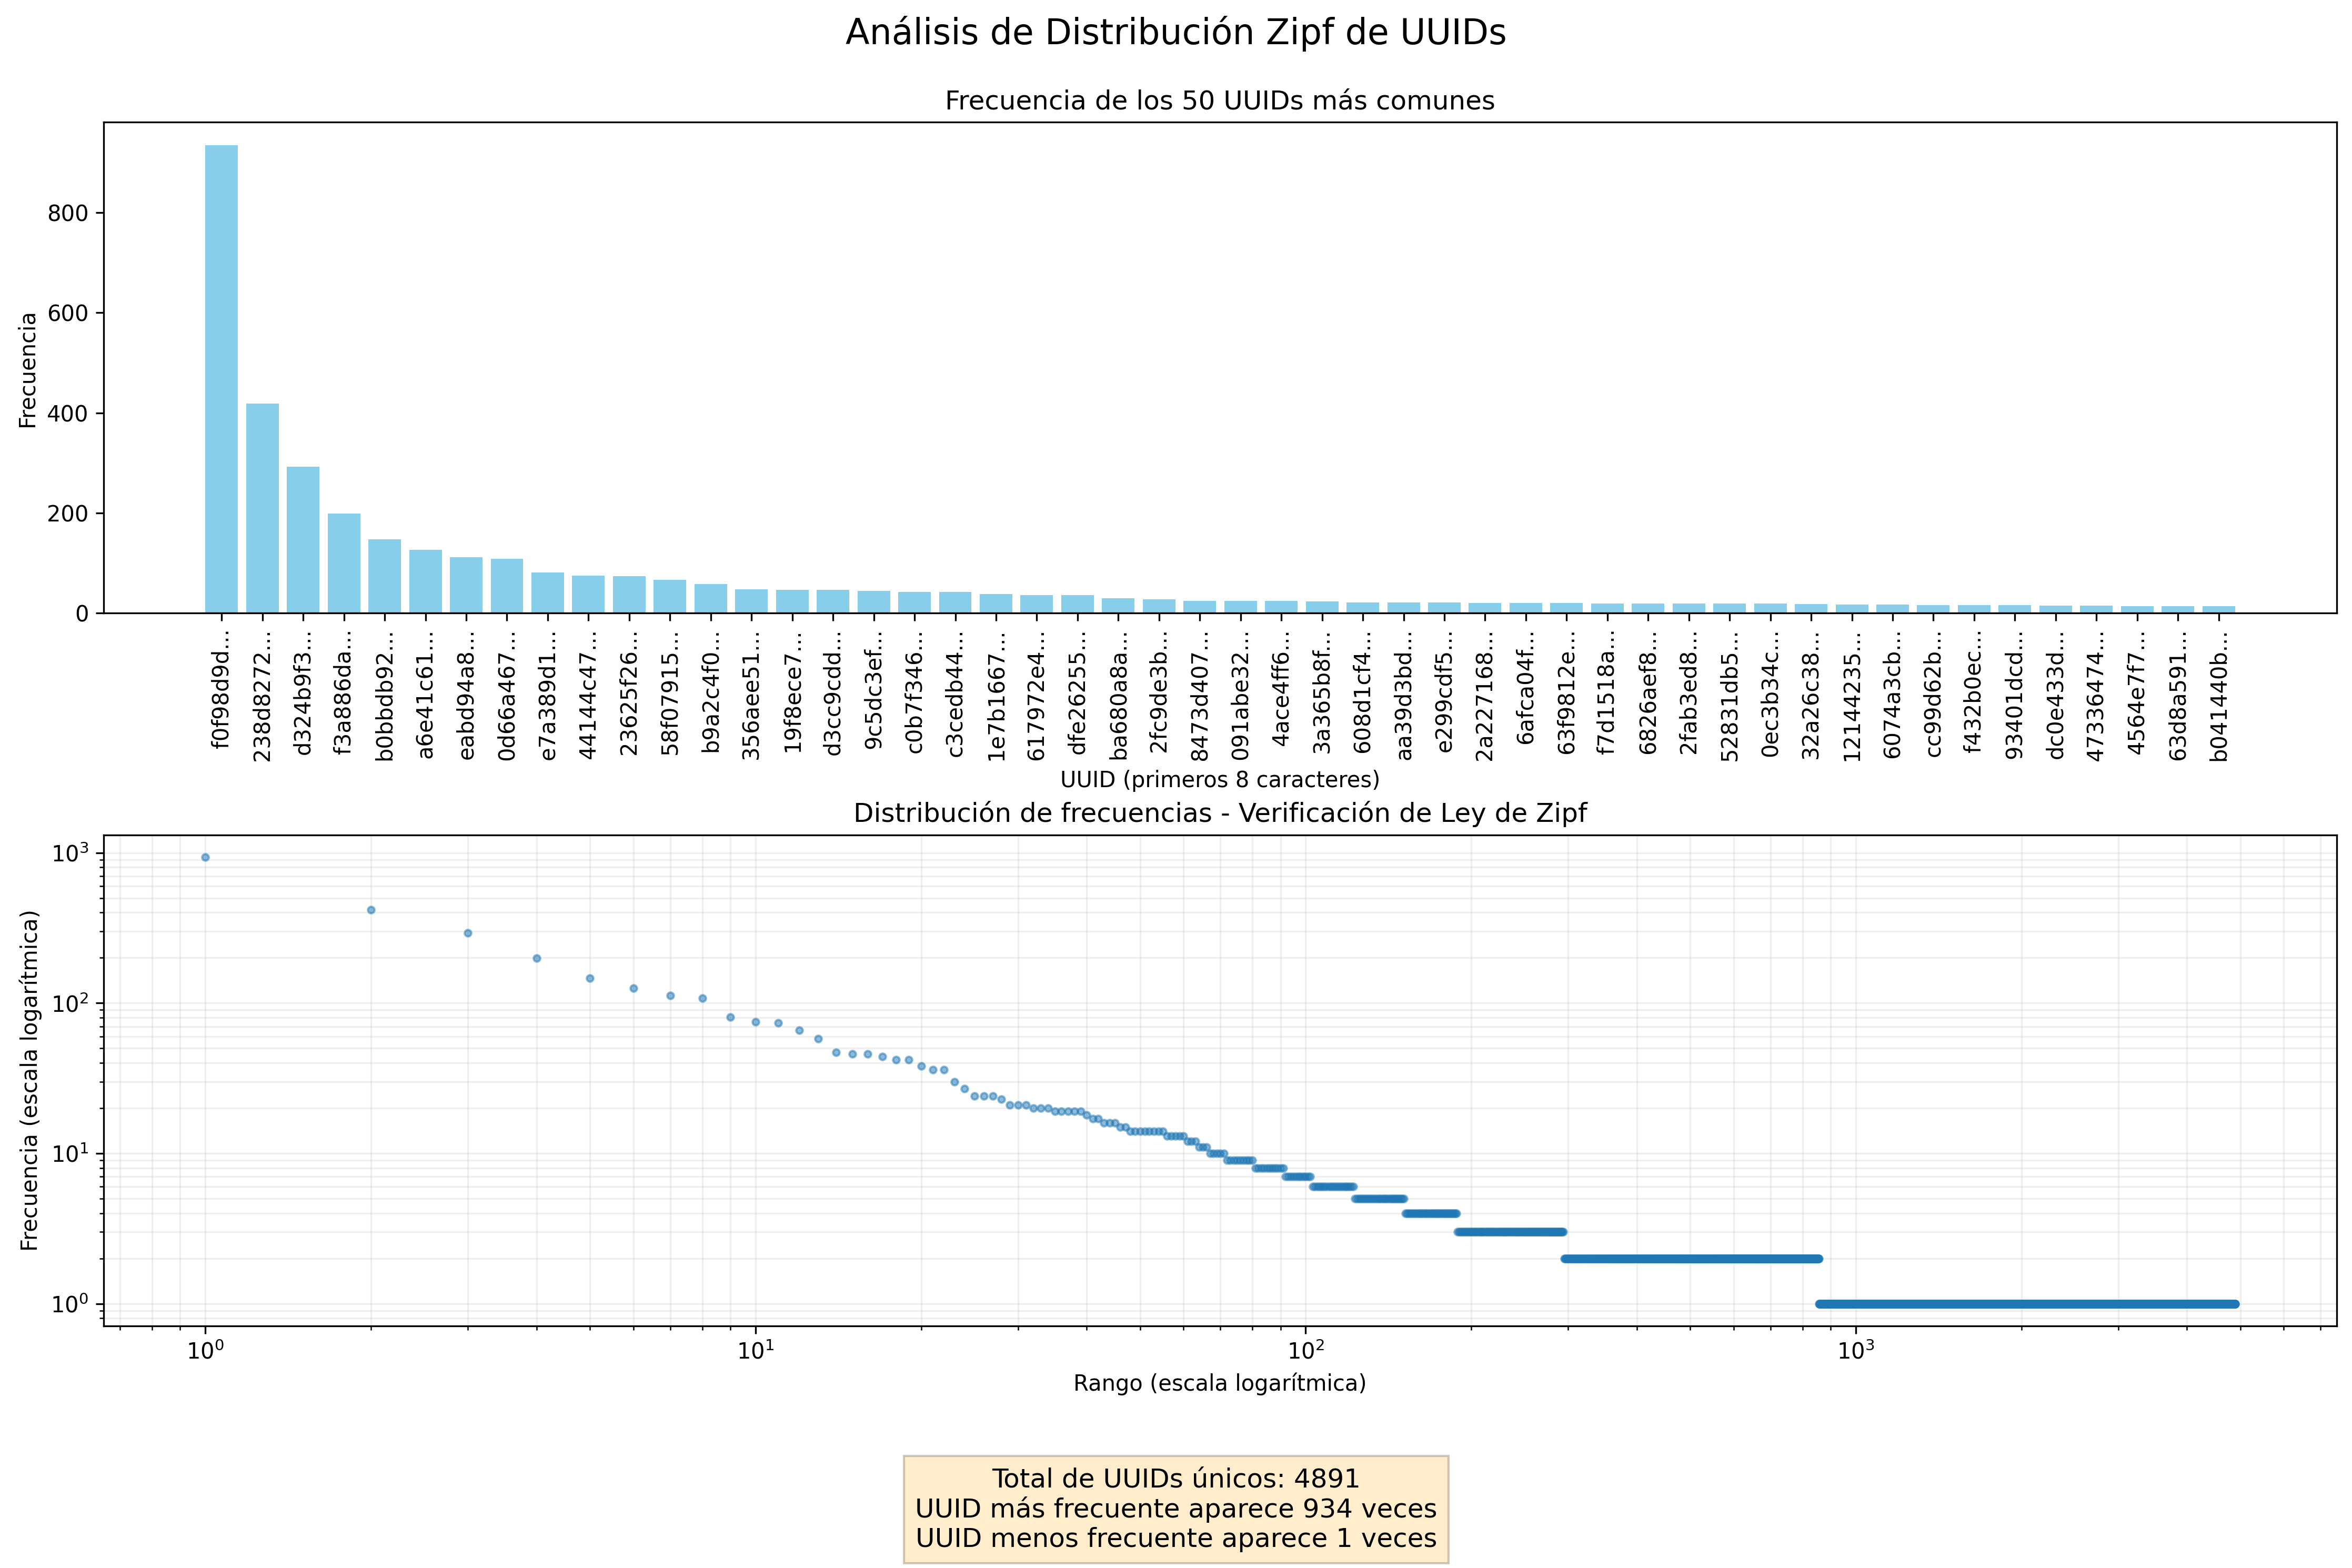 Análisis de Distribución Zipf de UUIDs
Frecuencia de los 50 UUIDs más comunes
Frecuencia
800
600
400
200
0
f0f98d9d...
238d8272...
d324b9f3...
f3a886da...
b0bbdb92...
a6e41c61...
eabd94a8...
0d66a467...
e7a389d1...
44144c47...
23625f26...
58f07915...
b9a2c4f0...
356aee51...
19f8ece7...
d3cc9cdd...
9c5dc3ef...
c0b7f346...
c3cedb44...
1e7b1667...
617972e4...
dfe26255...
ba680a8a...
2fc9de3b...
8473d407...
091abe32...
4ace4ff6...
3a365b8f...
608d1cf4...
aa39d3bd...
e299cdf5...
2a227168...
6afca04f...
63f9812e...
f7d1518a...
6826aef8...
2fab3ed8...
52831db5...
0ec3b34c...
32a26c38...
12144235...
6074a3cb...
cc99d62b...
f432b0ec...
93401dcd...
dc0e433d...
47336474...
4564e7f7...
63d8a591...
b041440b...
UUID (primeros 8 caracteres)
Distribución de frecuencias - Verificación de Ley de Zipf
Frecuencia (escala logarítmica)
10³
10²
10¹
10⁰
10⁰ 10¹ 10² 10³
Rango (escala logarítmica)
Total de UUIDs únicos: 4891
UUID más frecuente aparece 934 veces
UUID menos frecuente aparece 1 veces